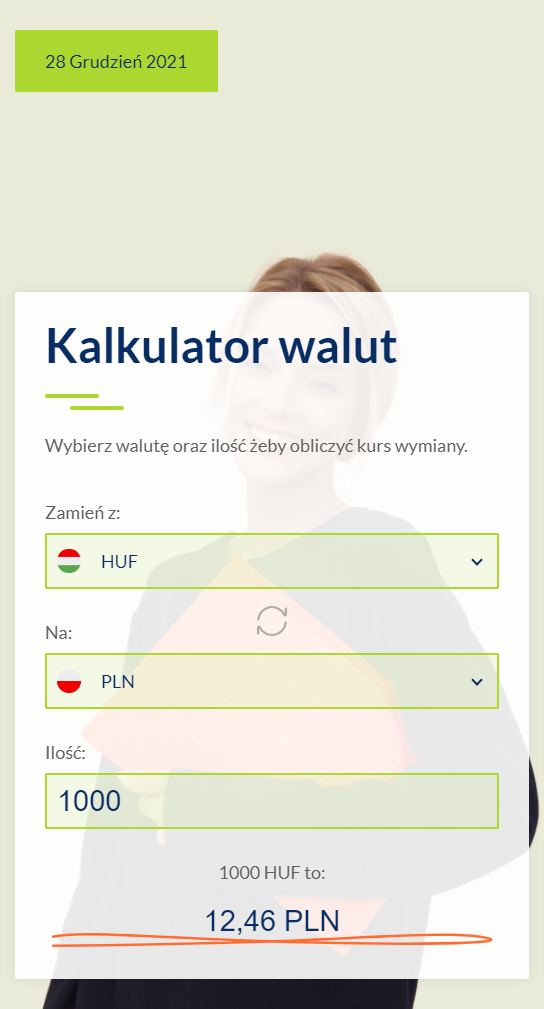 28 Grudzień 2021
Kalkulator walut
Wybierz walutę oraz ilość żeby obliczyć kurs wymiany.
Zamień z:
HUF
Na:
PLN
Ilość:
1000
1000 HUF to:
12,46 PLN